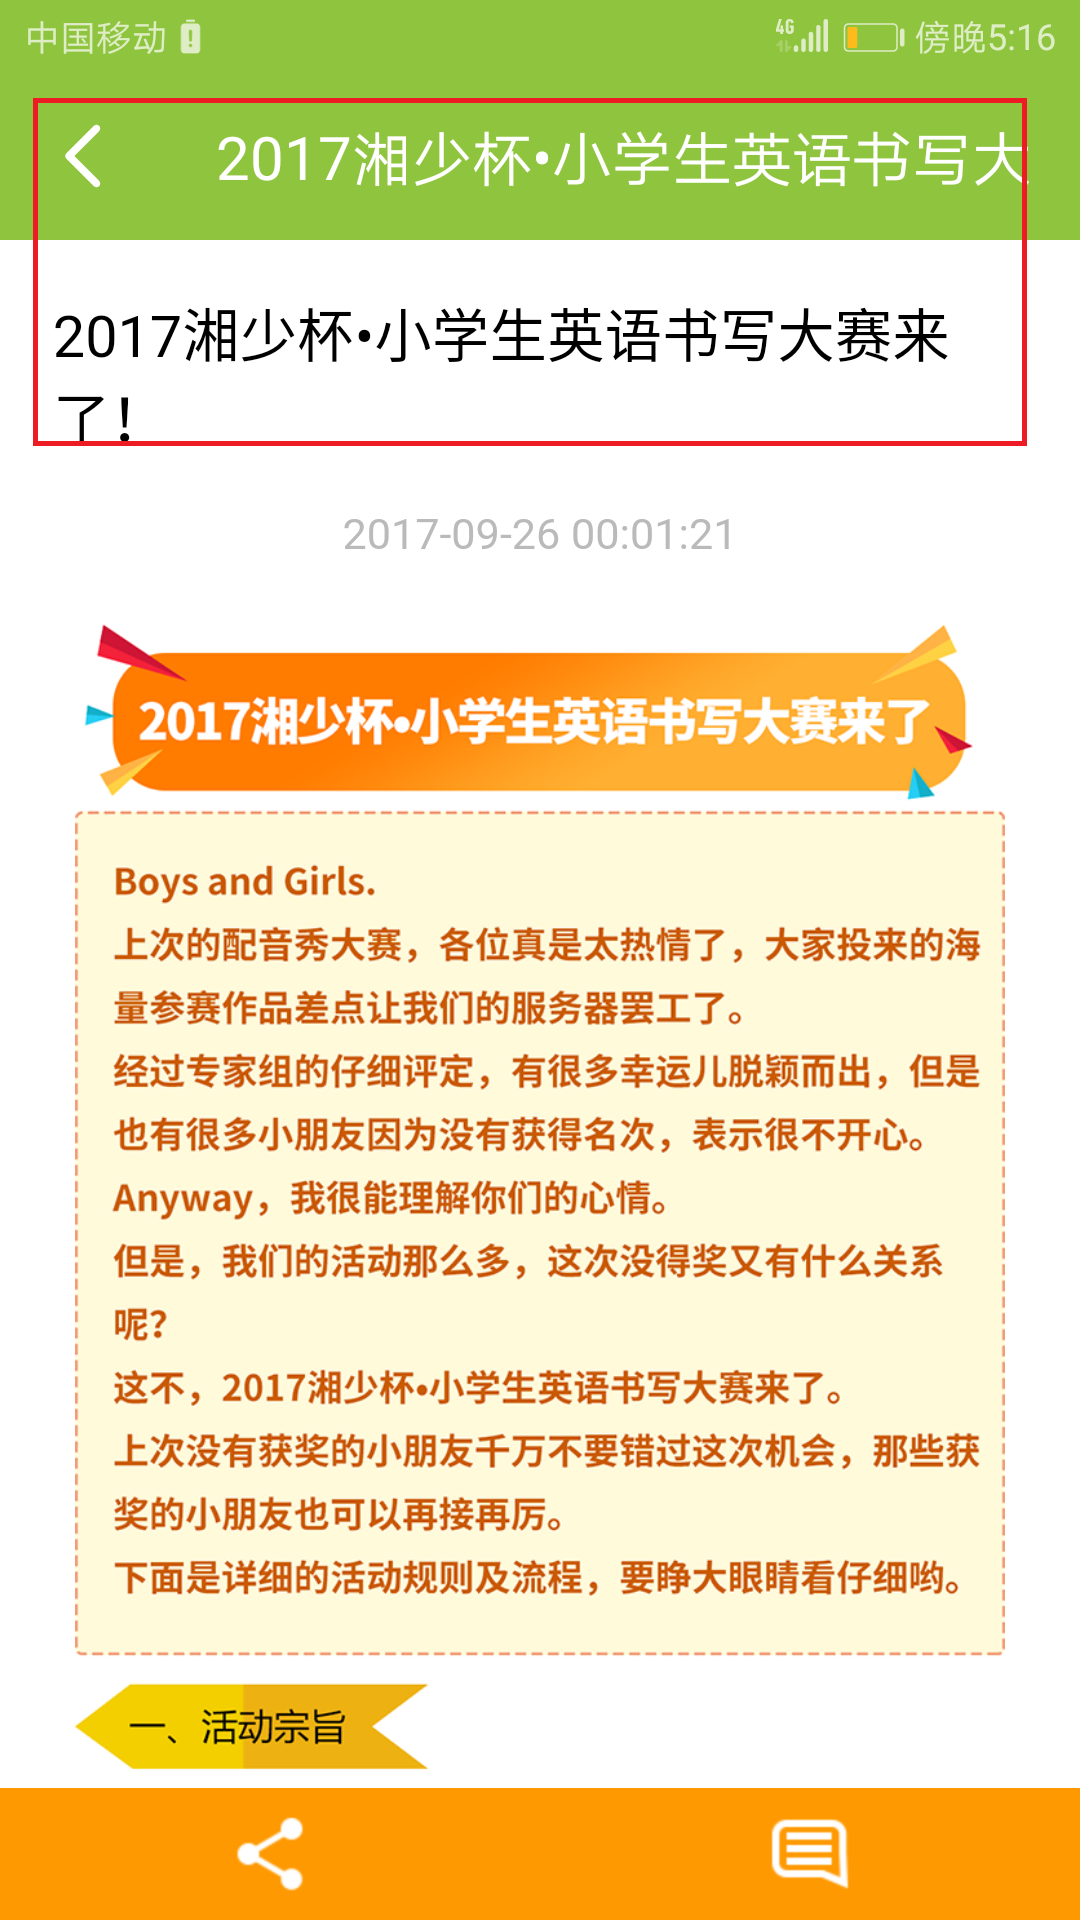 中国移动
4G
傍晚5:16
2017湘少杯•小学生英语书写大
2017湘少杯•小学生英语书写大赛来
了！
2017-09-26 00:01:21
2017湘少杯•小学生英语书写大赛来了
Boys and Girls.
上次的配音秀大赛，各位真是太热情了，大家投来的海
量参赛作品差点让我们的服务器罢工了。
经过专家组的仔细评定，有很多幸运儿脱颖而出，但是
也有很多小朋友因为没有获得名次，表示很不开心。
Anyway，我很能理解你们的心情。
但是，我们的活动那么多，这次没得奖又有什么关系
呢？
这不，2017湘少杯•小学生英语书写大赛来了。
上次没有获奖的小朋友千万不要错过这次机会，那些获
奖的小朋友也可以再接再厉。
下面是详细的活动规则及流程，要睁大眼睛看仔细哟。
一、活动宗旨